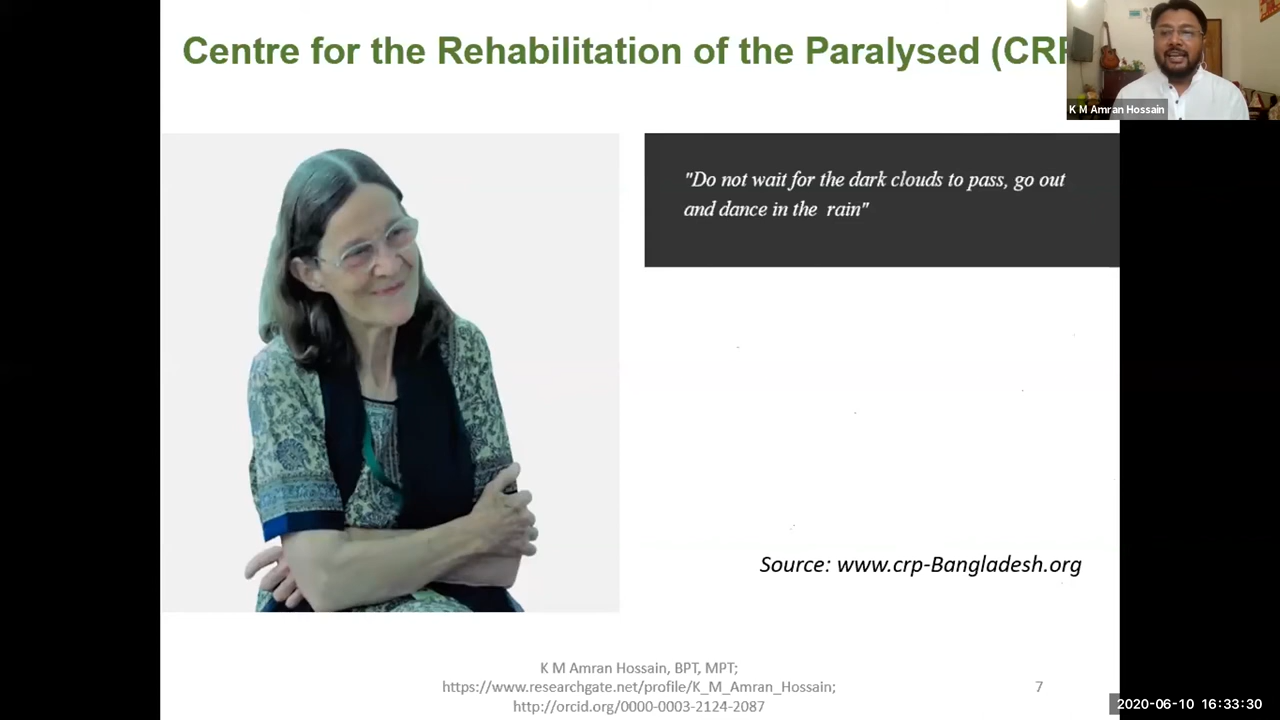 Centre for the Rehabilitation of the Paralysed (CRP
K M Amran Hossain
"Do not wait for the dark clouds to pass, go out
and dance in the rain"
Source: www.crp-Bangladesh.org
K M Amran Hossain, BPT, MPT;
https://www.researchgate.net/profile/K_M_Amran_Hossain;
http://orcid.org/0000-0003-2124-2087
7
2020-06-10 16:33:30